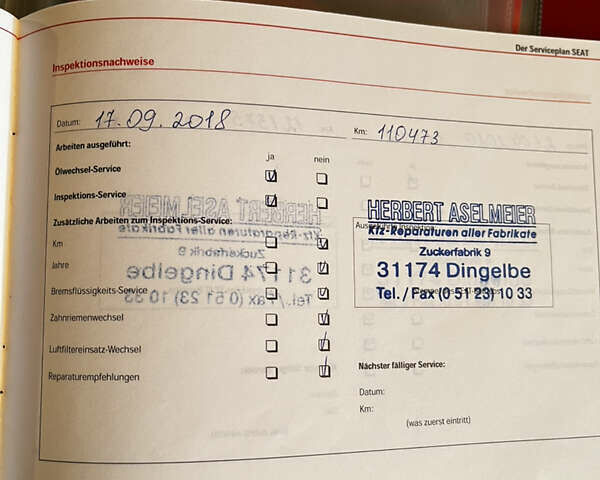 Der Serviceplan SEAT
Inspektionsnachweise
Datum: 17.09.2018 Km: 110473
Arbeiten ausgeführt:
ja nein
Ölwechsel-Service
Inspektions-Service
Zusätzliche Arbeiten zum Inspektions-Service:
Km
Jahre
Bremsflüssigkeits-Service
Zahnriemenwechsel
Luftfiltereinsatz-Wechsel
Reparaturempfehlungen
HERBERT ASELMEIER
Kfz-Reparaturen aller Fabrikate
Zuckerfabrik 9
31174 Dingelbe
Tel./Fax (0 51 23) 10 33
Nächster fälliger Service:
Datum:
Km:
(was zuerst eintritt)